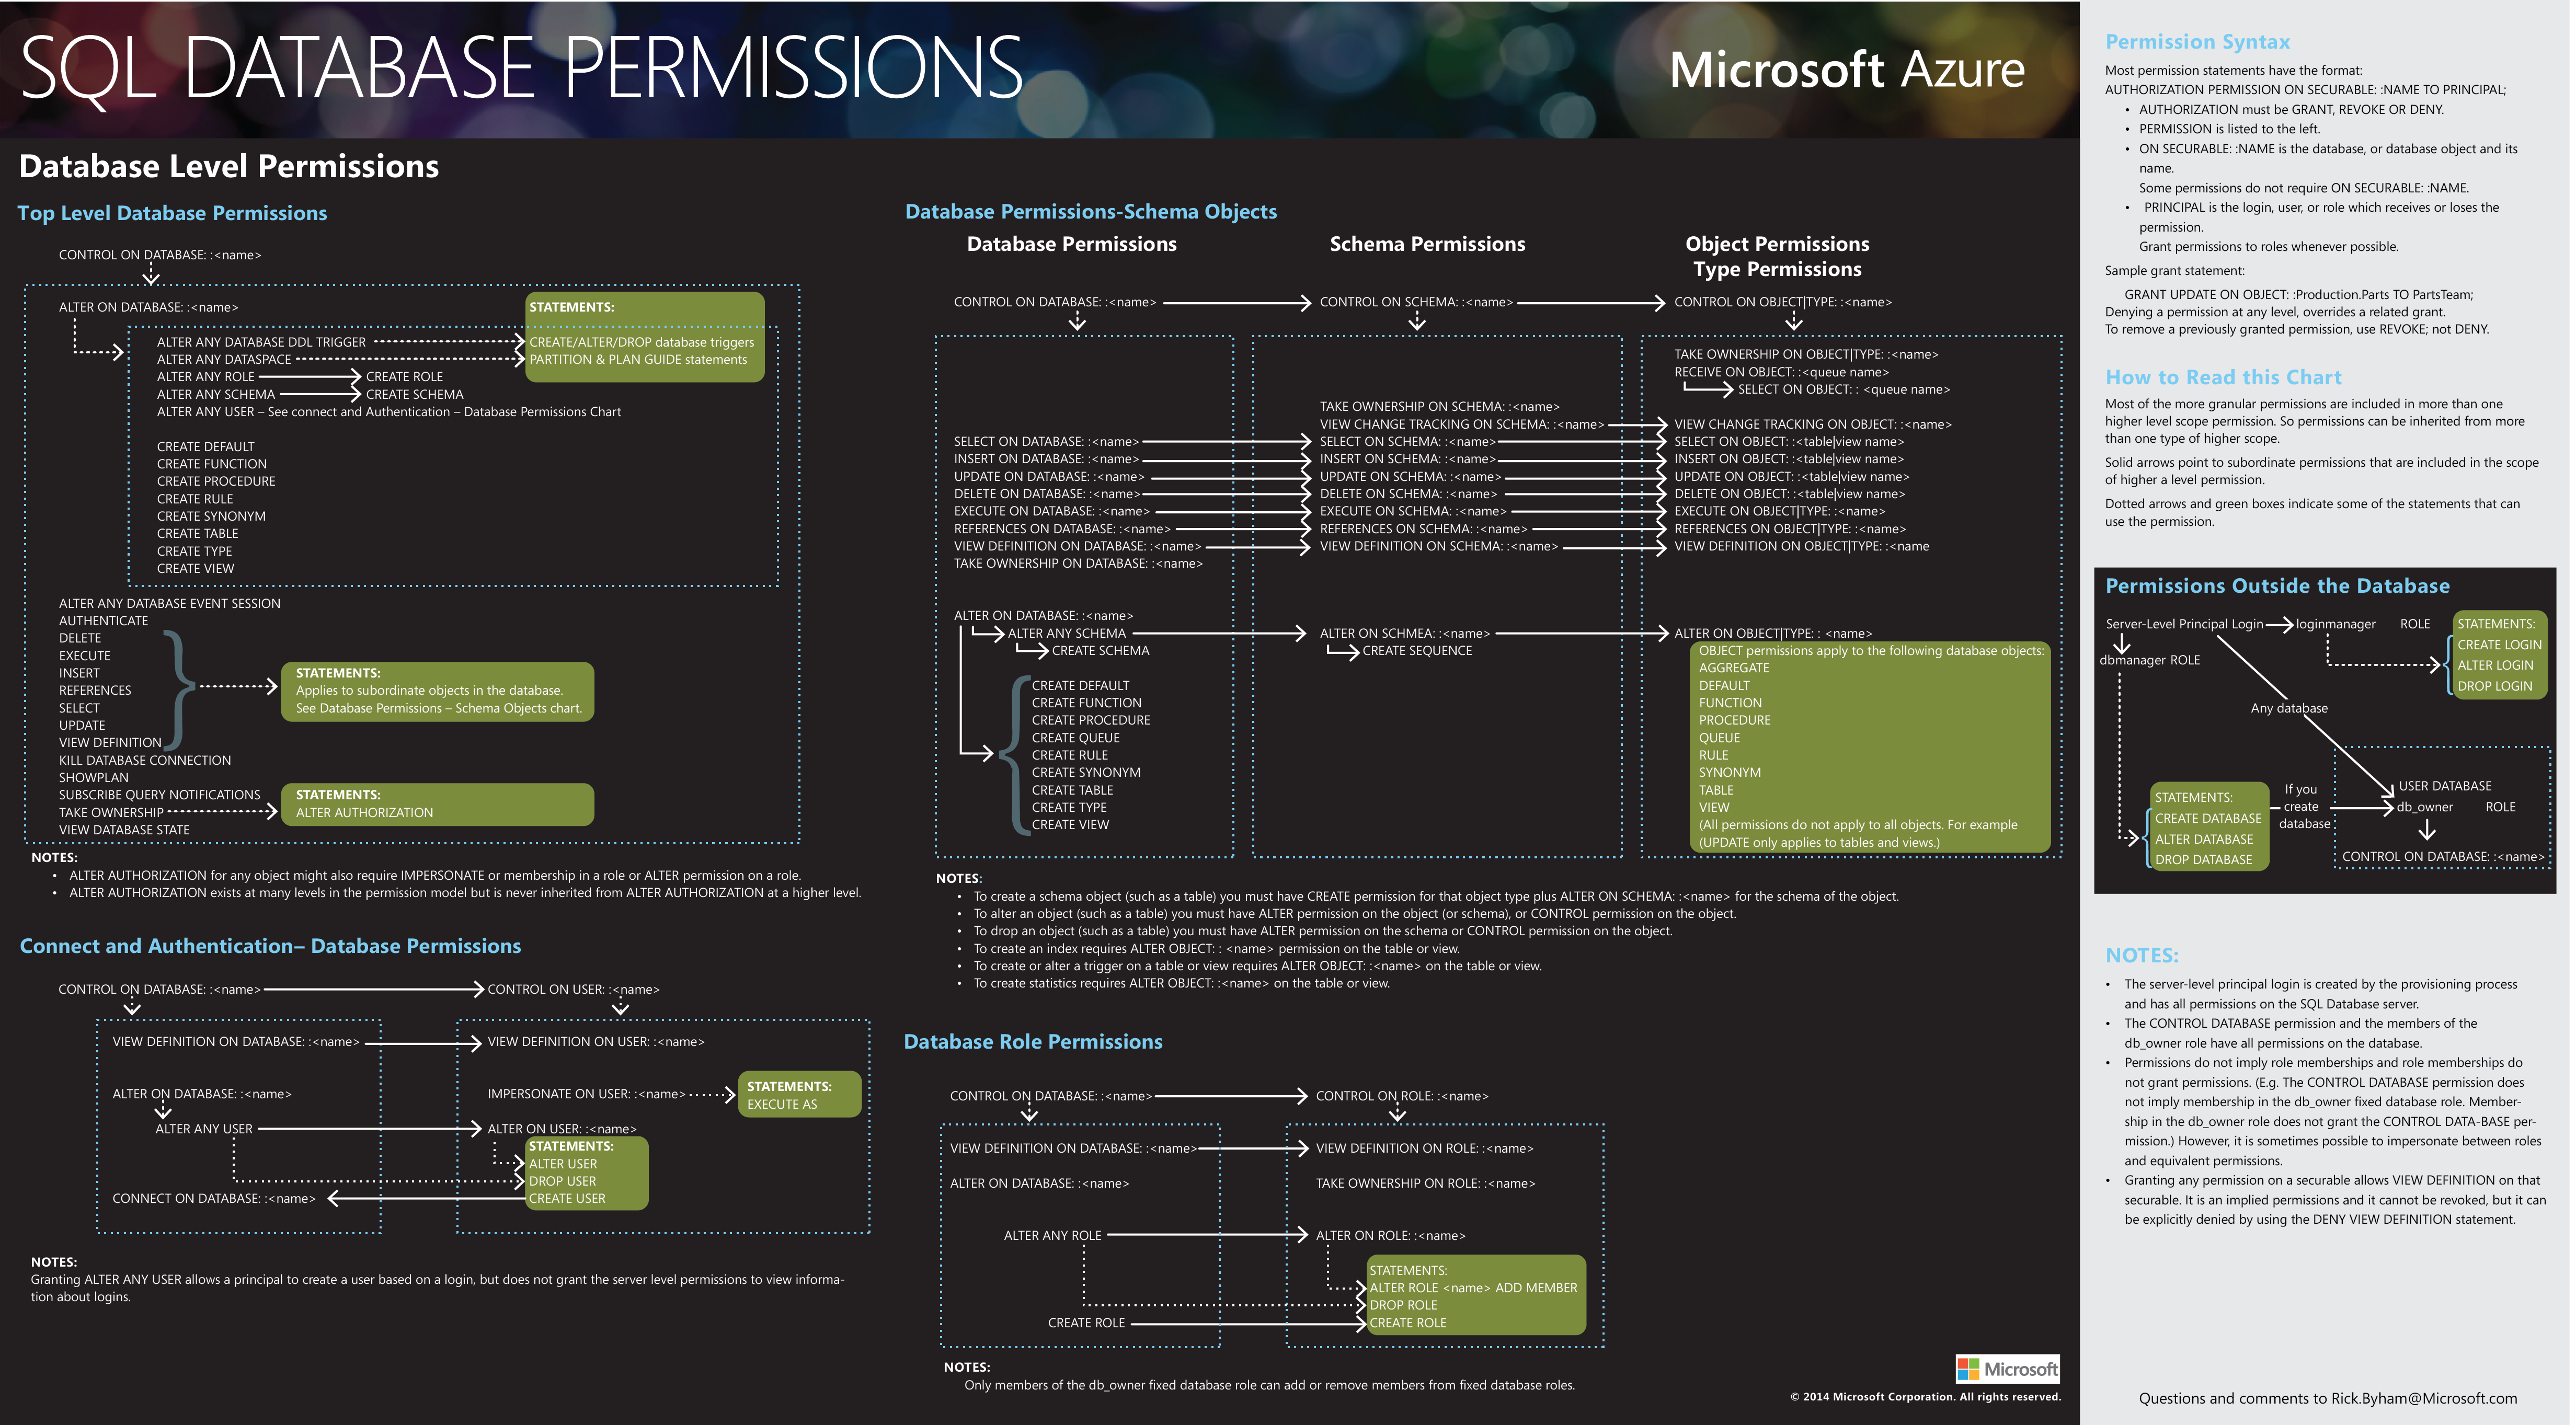 SQL DATABASE PERMISSIONS
Microsoft Azure
Database Level Permissions
Top Level Database Permissions
CONTROL ON DATABASE: :<name>
ALTER ON DATABASE: :<name>
STATEMENTS:
ALTER ANY DATABASE DDL TRIGGER
CREATE/ALTER/DROP database triggers
ALTER ANY DATASPACE
PARTITION & PLAN GUIDE statements
ALTER ANY ROLE
CREATE ROLE
ALTER ANY SCHEMA
CREATE SCHEMA
ALTER ANY USER – See connect and Authentication – Database Permissions Chart
CREATE DEFAULT
CREATE FUNCTION
CREATE PROCEDURE
CREATE RULE
CREATE SYNONYM
CREATE TABLE
CREATE TYPE
CREATE VIEW
ALTER ANY DATABASE EVENT SESSION
AUTHENTICATE
DELETE
EXECUTE
INSERT
REFERENCES
SELECT
UPDATE
VIEW DEFINITION
STATEMENTS:
Applies to subordinate objects in the database.
See Database Permissions – Schema Objects chart.
KILL DATABASE CONNECTION
SHOWPLAN
SUBSCRIBE QUERY NOTIFICATIONS
TAKE OWNERSHIP
STATEMENTS:
ALTER AUTHORIZATION
VIEW DATABASE STATE
NOTES:
• ALTER AUTHORIZATION for any object might also require IMPERSONATE or membership in a role or ALTER permission on a role.
• ALTER AUTHORIZATION exists at many levels in the permission model but is never inherited from ALTER AUTHORIZATION at a higher level.
Connect and Authentication– Database Permissions
CONTROL ON DATABASE: :<name>
CONTROL ON USER: :<name>
VIEW DEFINITION ON DATABASE: :<name>
VIEW DEFINITION ON USER: :<name>
ALTER ON DATABASE: :<name>
IMPERSONATE ON USER: :<name>
STATEMENTS:
EXECUTE AS
ALTER ANY USER
ALTER ON USER: :<name>
STATEMENTS:
ALTER USER
DROP USER
CREATE USER
CONNECT ON DATABASE: :<name>
NOTES:
Granting ALTER ANY USER allows a principal to create a user based on a login, but does not grant the server level permissions to view informa-
tion about logins.
Database Permissions-Schema Objects
Database Permissions
Schema Permissions
Object Permissions
Type Permissions
CONTROL ON DATABASE: :<name>
CONTROL ON SCHEMA: :<name>
CONTROL ON OBJECT|TYPE: :<name>
TAKE OWNERSHIP ON OBJECT|TYPE: :<name>
RECEIVE ON OBJECT: :<queue name>
SELECT ON OBJECT: : <queue name>
TAKE OWNERSHIP ON SCHEMA: :<name>
VIEW CHANGE TRACKING ON SCHEMA: :<name>
VIEW CHANGE TRACKING ON OBJECT: :<name>
SELECT ON DATABASE: :<name>
SELECT ON SCHEMA: :<name>
SELECT ON OBJECT: :<table|view name>
INSERT ON DATABASE: :<name>
INSERT ON SCHEMA: :<name>
INSERT ON OBJECT: :<table|view name>
UPDATE ON DATABASE: :<name>
UPDATE ON SCHEMA: :<name>
UPDATE ON OBJECT: :<table|view name>
DELETE ON DATABASE: :<name>
DELETE ON SCHEMA: :<name>
DELETE ON OBJECT: :<table|view name>
EXECUTE ON DATABASE: :<name>
EXECUTE ON SCHEMA: :<name>
EXECUTE ON OBJECT|TYPE: :<name>
REFERENCES ON DATABASE: :<name>
REFERENCES ON SCHEMA: :<name>
REFERENCES ON OBJECT|TYPE: :<name>
VIEW DEFINITION ON DATABASE: :<name>
VIEW DEFINITION ON SCHEMA: :<name>
VIEW DEFINITION ON OBJECT|TYPE: :<name
TAKE OWNERSHIP ON DATABASE: :<name>
ALTER ON DATABASE: :<name>
ALTER ANY SCHEMA
ALTER ON SCHMEA: :<name>
ALTER ON OBJECT|TYPE: : <name>
CREATE SCHEMA
CREATE SEQUENCE
CREATE DEFAULT
CREATE FUNCTION
CREATE PROCEDURE
CREATE QUEUE
CREATE RULE
CREATE SYNONYM
CREATE TABLE
CREATE TYPE
CREATE VIEW
OBJECT permissions apply to the following database objects:
AGGREGATE
DEFAULT
FUNCTION
PROCEDURE
QUEUE
RULE
SYNONYM
TABLE
VIEW
(All permissions do not apply to all objects. For example
(UPDATE only applies to tables and views.)
NOTES:
• To create a schema object (such as a table) you must have CREATE permission for that object type plus ALTER ON SCHEMA: :<name> for the schema of the object.
• To alter an object (such as a table) you must have ALTER permission on the object (or schema), or CONTROL permission on the object.
• To drop an object (such as a table) you must have ALTER permission on the schema or CONTROL permission on the object.
• To create an index requires ALTER OBJECT: : <name> permission on the table or view.
• To create or alter a trigger on a table or view requires ALTER OBJECT: :<name> on the table or view.
• To create statistics requires ALTER OBJECT: :<name> on the table or view.
Database Role Permissions
CONTROL ON DATABASE: :<name>
CONTROL ON ROLE: :<name>
VIEW DEFINITION ON DATABASE: :<name>
VIEW DEFINITION ON ROLE: :<name>
ALTER ON DATABASE: :<name>
TAKE OWNERSHIP ON ROLE: :<name>
ALTER ANY ROLE
ALTER ON ROLE: :<name>
STATEMENTS:
ALTER ROLE <name> ADD MEMBER
DROP ROLE
CREATE ROLE
CREATE ROLE
NOTES:
Only members of the db_owner fixed database role can add or remove members from fixed database roles.
Microsoft
© 2014 Microsoft Corporation. All rights reserved.
Permission Syntax
Most permission statements have the format:
AUTHORIZATION PERMISSION ON SECURABLE: :NAME TO PRINCIPAL;
• AUTHORIZATION must be GRANT, REVOKE OR DENY.
• PERMISSION is listed to the left.
• ON SECURABLE: :NAME is the database, or database object and its
name.
Some permissions do not require ON SECURABLE: :NAME.
• PRINCIPAL is the login, user, or role which receives or loses the
permission.
Grant permissions to roles whenever possible.
Sample grant statement:
GRANT UPDATE ON OBJECT: :Production.Parts TO PartsTeam;
Denying a permission at any level, overrides a related grant.
To remove a previously granted permission, use REVOKE; not DENY.
How to Read this Chart
Most of the more granular permissions are included in more than one
higher level scope permission. So permissions can be inherited from more
than one type of higher scope.
Solid arrows point to subordinate permissions that are included in the scope
of higher a level permission.
Dotted arrows and green boxes indicate some of the statements that can
use the permission.
Permissions Outside the Database
Server-Level Principal Login
loginmanager ROLE
STATEMENTS:
CREATE LOGIN
ALTER LOGIN
DROP LOGIN
dbmanager ROLE
Any database
STATEMENTS:
CREATE DATABASE
ALTER DATABASE
DROP DATABASE
If you
create
database
USER DATABASE
db_owner ROLE
CONTROL ON DATABASE: :<name>
NOTES:
• The server-level principal login is created by the provisioning process
and has all permissions on the SQL Database server.
• The CONTROL DATABASE permission and the members of the
db_owner role have all permissions on the database.
• Permissions do not imply role memberships and role memberships do
not grant permissions. (E.g. The CONTROL DATABASE permission does
not imply membership in the db_owner fixed database role. Member-
ship in the db_owner role does not grant the CONTROL DATA-BASE per-
mission.) However, it is sometimes possible to impersonate between roles
and equivalent permissions.
• Granting any permission on a securable allows VIEW DEFINITION on that
securable. It is an implied permissions and it cannot be revoked, but it can
be explicitly denied by using the DENY VIEW DEFINITION statement.
Questions and comments to Rick.Byham@Microsoft.com